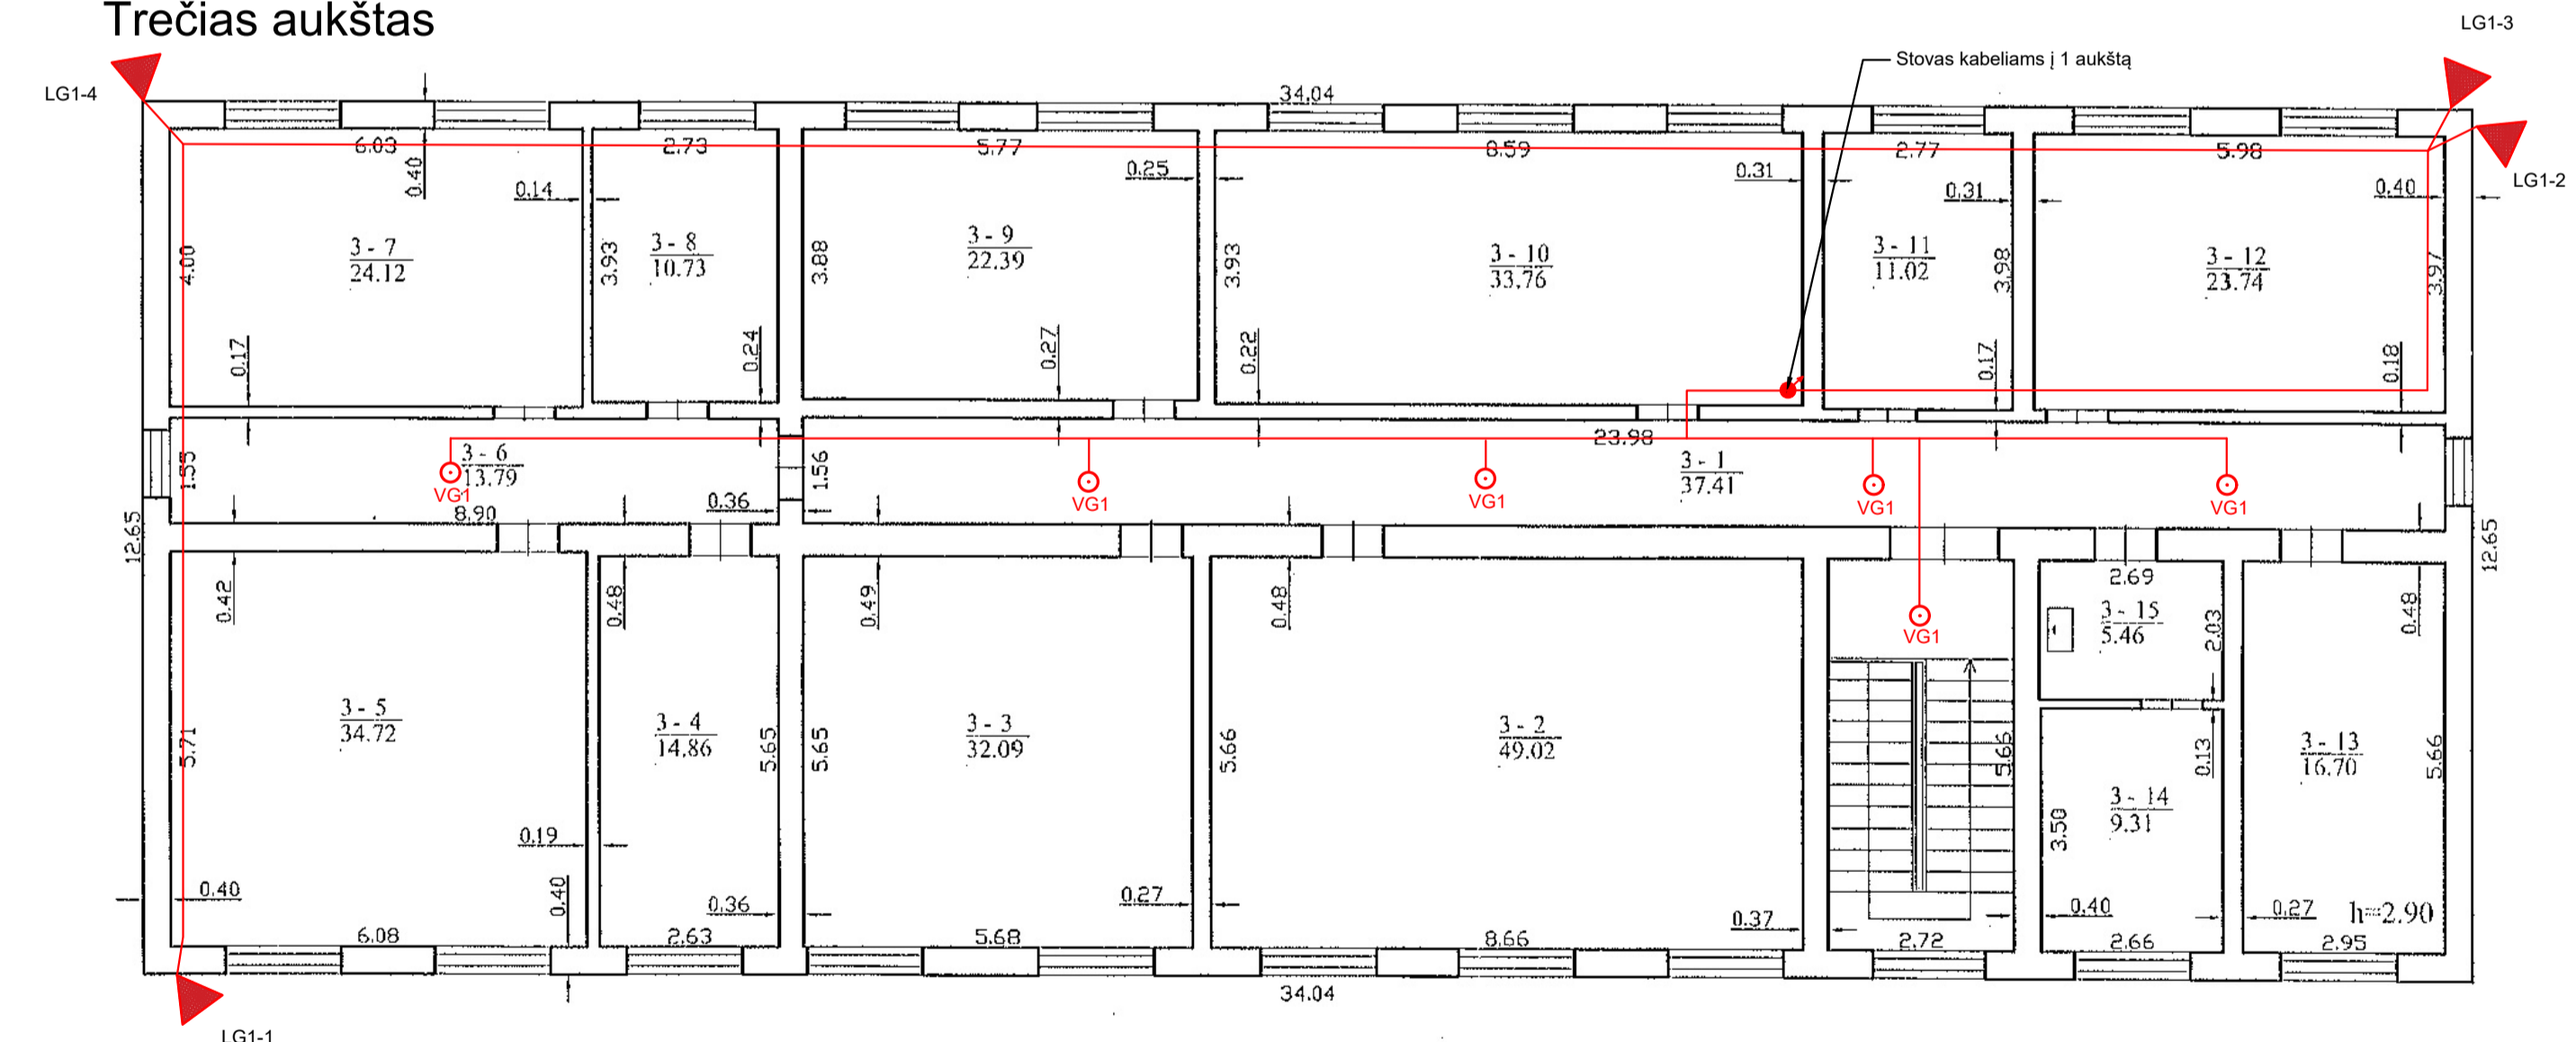 Trečias aukštas
LG1-3
Stovas kabeliams į 1 aukštą
LG1-4
34.04
LG1-2
6.03
2.73
5.77
8.59
2.77
5.98
0.40
0.14
0.25
0.31
0.31
0.40
4.00
3 - 7
24.12
3.93
3 - 8
10.73
3.88
3 - 9
22.39
3.93
3 - 10
33.76
3 - 11
11.02
3.98
3 - 12
23.74
3.97
0.17
0.24
0.27
0.22
0.17
0.18
23.98
1.55
3 - 6
13.79
VG1
1.56
VG1
VG1
3 - 1
37.41
VG1
VG1
8.90
0.36
12.65
12.65
0.42
0.48
0.49
0.48
VG1
2.69
3 - 15
5.46
2.03
0.48
5.71
3 - 5
34.72
3 - 4
14.86
5.65
5.65
3 - 3
32.09
5.66
3 - 2
49.02
5.66
0.13
3 - 13
16.70
5.66
3.50
3 - 14
9.31
0.19
0.40
0.40
0.36
0.27
0.37
0.40
0.27
h=2.90
6.08
2.63
5.68
8.66
2.72
2.66
2.95
34.04
LG1-1